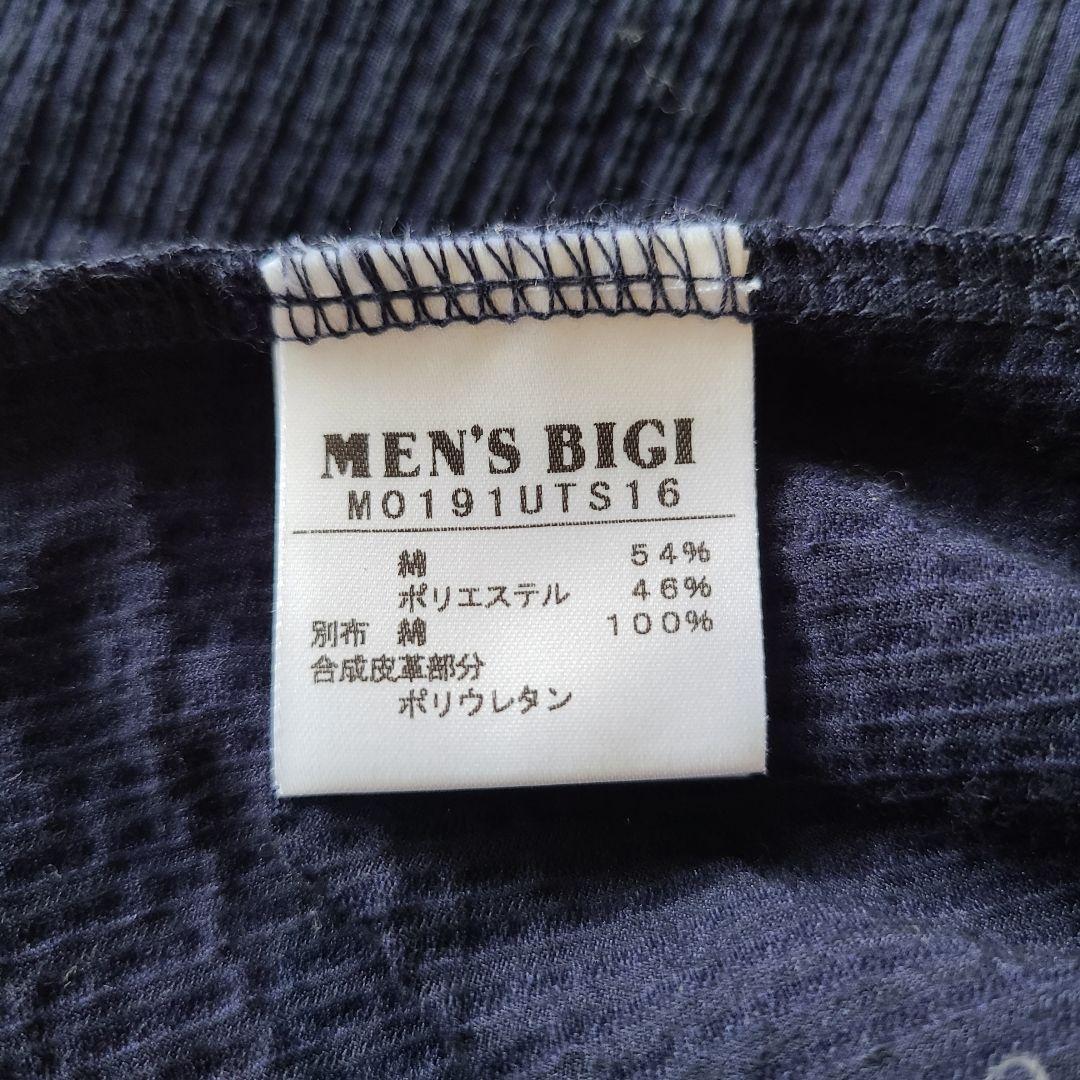 MEN'S BIGI
M0191UTS16
綿 54%
ポリエステル 46%
別布 綿 100%
合成皮革部分
ポリウレタン